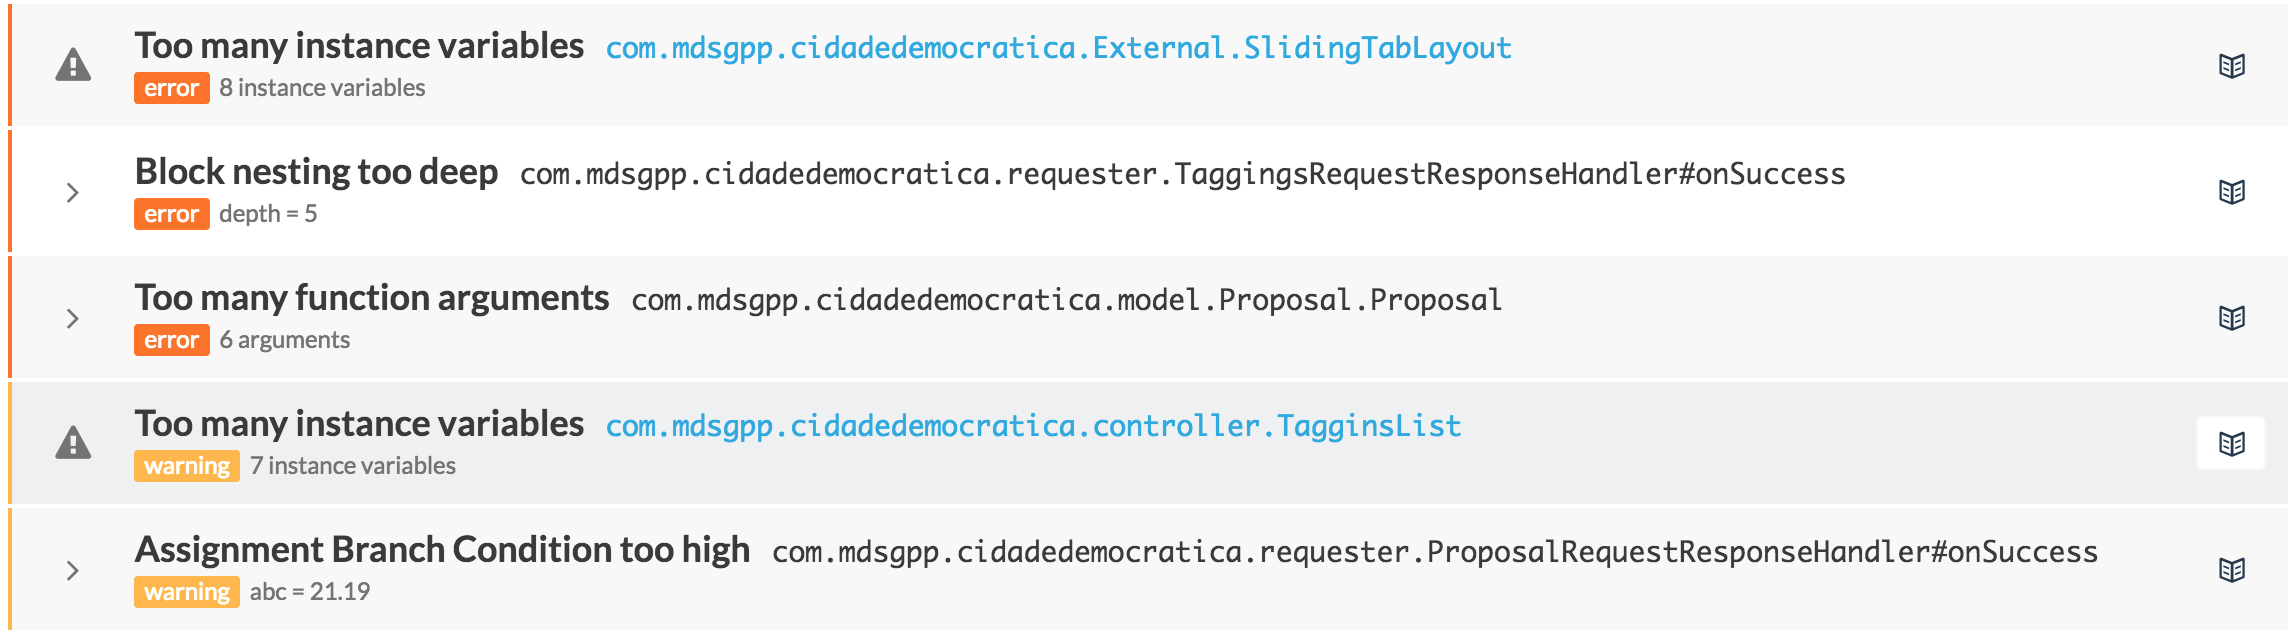 Too many instance variables com.mdsgpp.cidadedemocratica.External.SlidingTabLayout
error 8 instance variables
Block nesting too deep com.mdsgpp.cidadedemocratica.requester.TaggingsRequestResponseHandler#onSuccess
error depth = 5
Too many function arguments com.mdsgpp.cidadedemocratica.model.Proposal.Proposal
error 6 arguments
Too many instance variables com.mdsgpp.cidadedemocratica.controller.TagginsList
warning 7 instance variables
Assignment Branch Condition too high com.mdsgpp.cidadedemocratica.requester.ProposalRequestResponseHandler#onSuccess
warning abc = 21.19